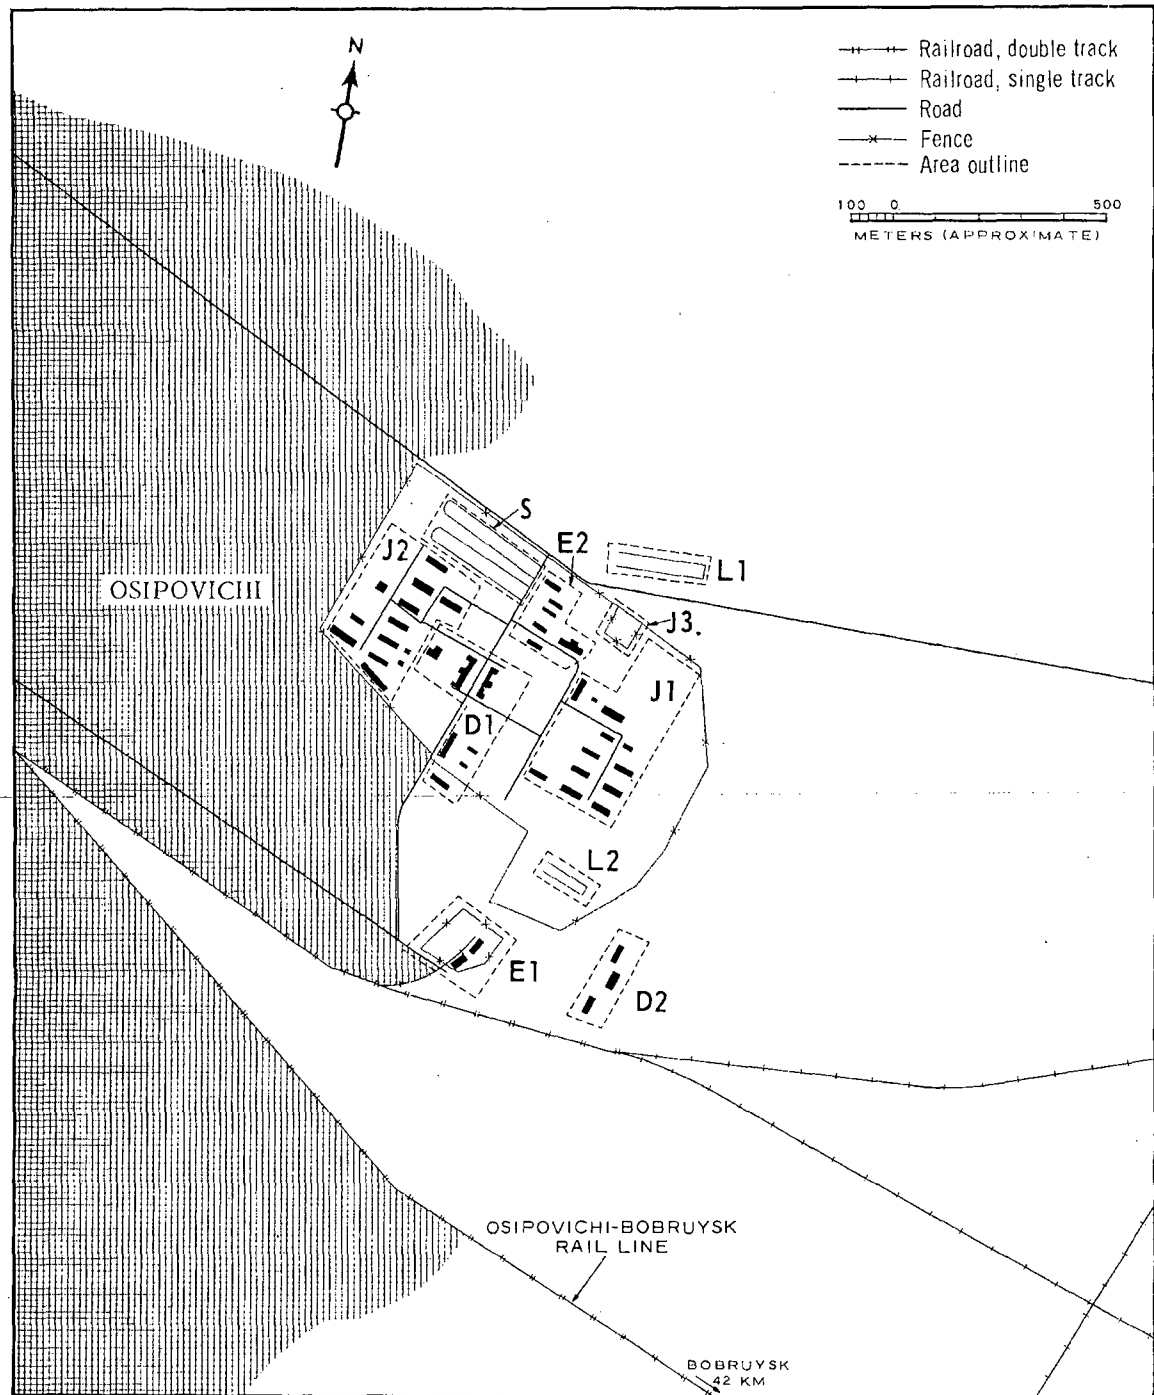 N
Railroad, double track
Railroad, single track
Road
Fence
Area outline
100 0 500
METERS (APPROXIMATE)
S
E2
J2
L1
OSIPOVICHI
J3.
J1
D1
L2
E1
D2
OSIPOVICHI-BOBRUYSK
RAIL LINE
BOBRUYSK
42 KM